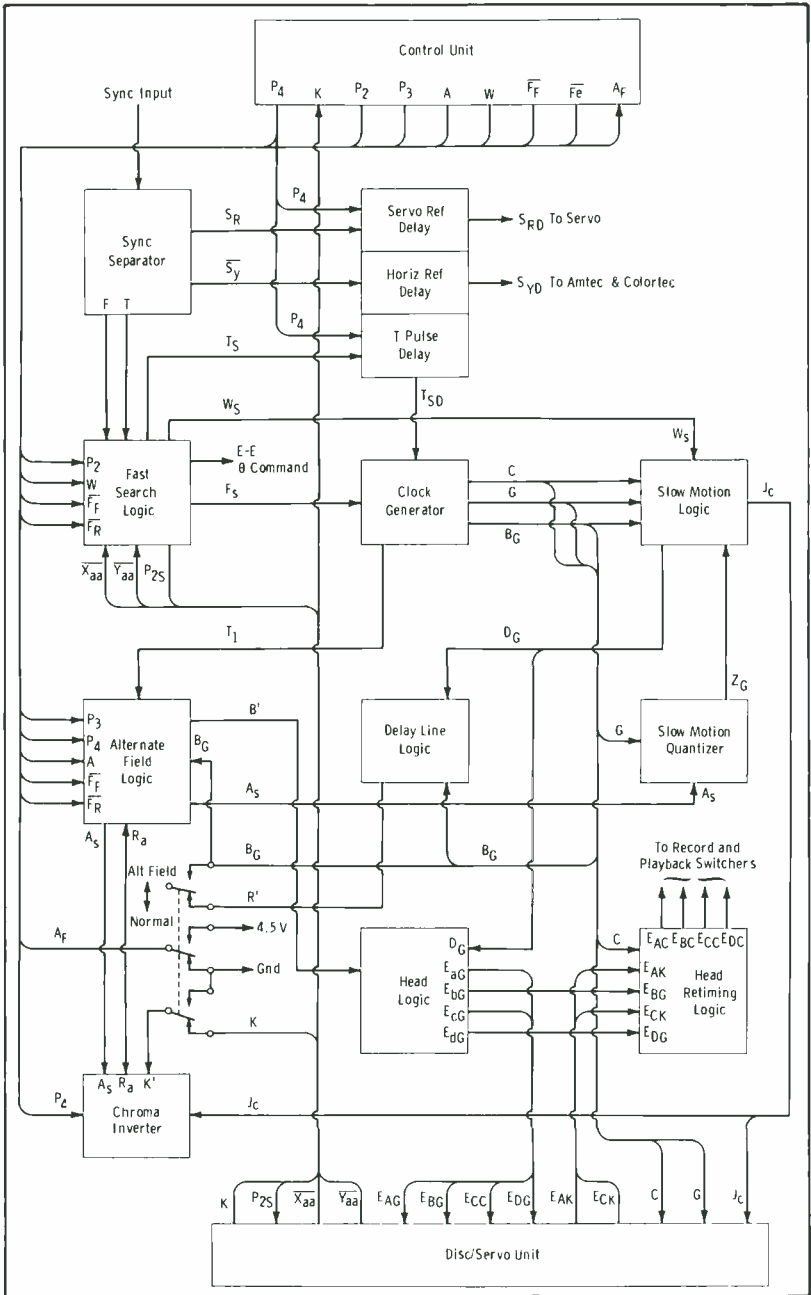 Control Unit
P4 K P2 P3 A W F̅F̅ F̅e̅ AF
Sync Input
P4
Servo Ref
Delay
SRD To Servo
SR
Sync
Separator
S̅y̅
Horiz Ref
Delay
SYD To Amtec & Colortec
F T
P4
T Pulse
Delay
TS
TSD
WS
Ws
P2
W
F̅F̅
F̅R̅
Fast
Search
Logic
E-E
θ Command
Fs
Clock
Generator
C
G
BG
Slow Motion
Logic
JC
X̅a̅a̅ Y̅a̅a̅ P2S
T1
DG
ZG
P3
P4
A
F̅F̅
F̅R̅
Alternate
Field
Logic
B'
BG
Delay Line
Logic
G
Slow Motion
Quantizer
As
As
As Ra
BG
BG
Alt Field
Normal
R'
4.5 V
Gnd
AF
K
To Record and
Playback Switchers
EAC EBC ECC EDC
Head
Logic
DG
EaG
EbG
EcG
EdG
C
EAK
EBG
ECK
EDG
Head
Retiming
Logic
As Ra K'
P4
Chroma
Inverter
JC
K P2S X̅a̅a̅ Y̅a̅a̅ EAG EBG ECC EDG EAK ECK C G JC
Disc/Servo Unit